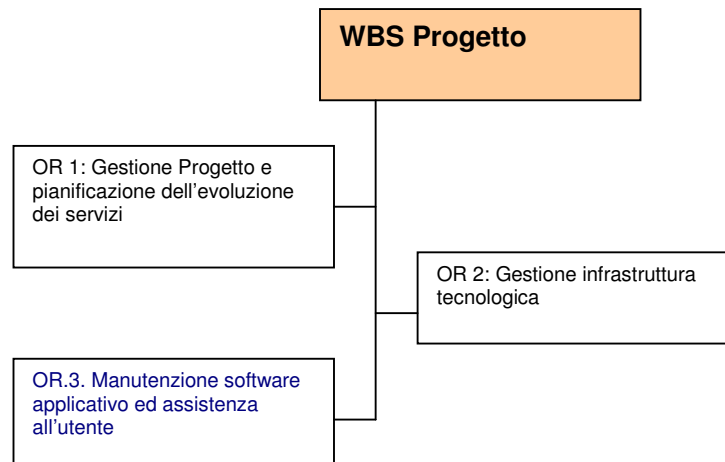 WBS Progetto
OR 1: Gestione Progetto e
pianificazione dell'evoluzione
dei servizi
OR 2: Gestione infrastruttura
tecnologica
OR.3. Manutenzione software
applicativo ed assistenza
all'utente